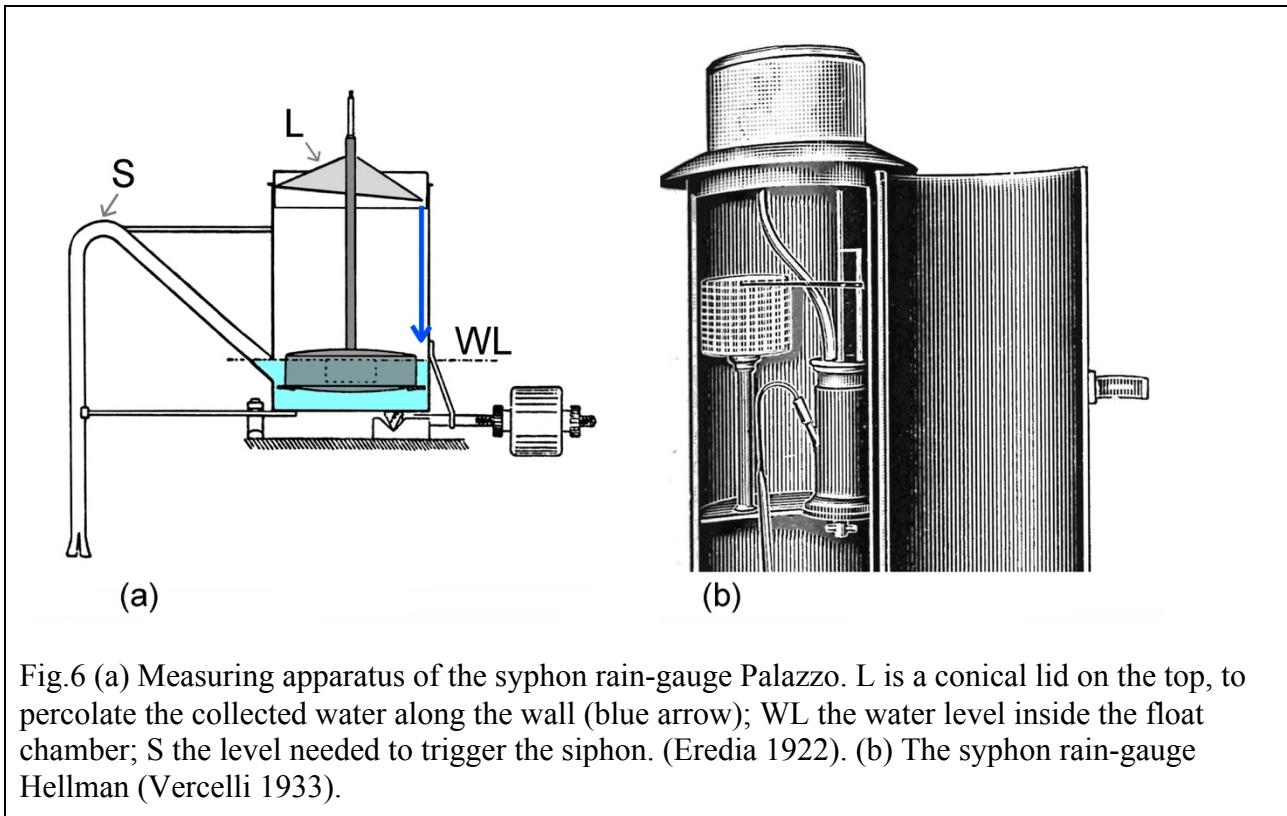 L
S
WL
(a)
(b)
Fig.6 (a) Measuring apparatus of the syphon rain-gauge Palazzo. L is a conical lid on the top, to
percolate the collected water along the wall (blue arrow); WL the water level inside the float
chamber; S the level needed to trigger the siphon. (Eredia 1922). (b) The syphon rain-gauge
Hellman (Vercelli 1933).